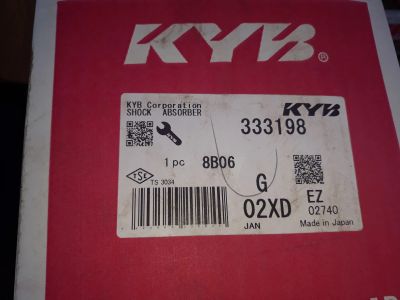 KYB®
KYB Corporation KYB
SHOCK ABSORBER 333198
1 pc 8B06
TSE
TS 3034 G EZ
02XD 02740
JAN Made in Japan